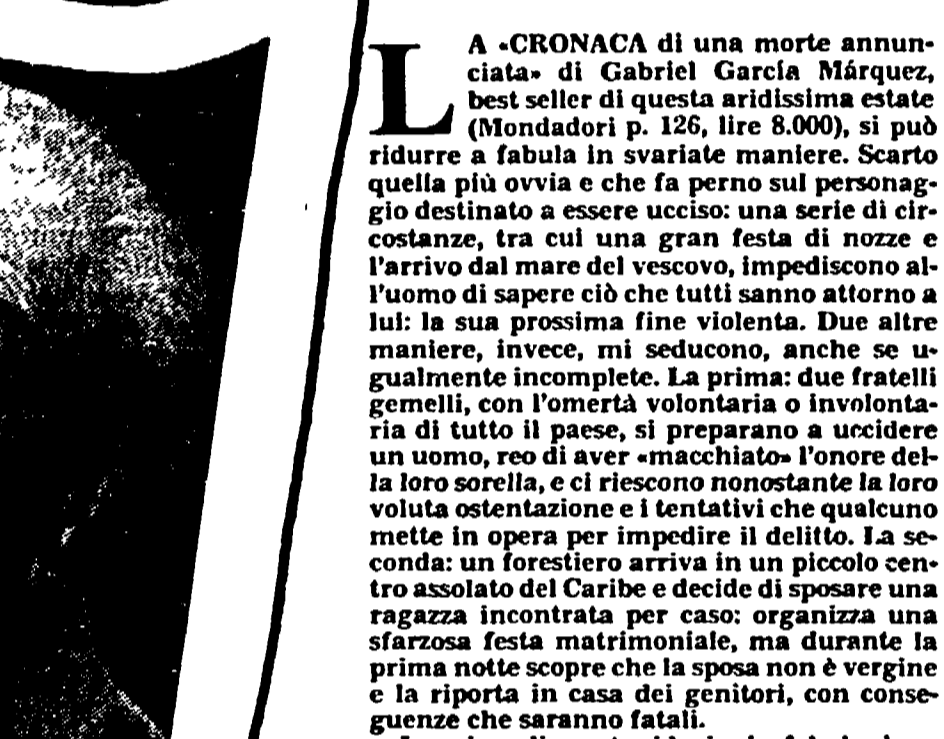 LA «CRONACA di una morte annun-
ciata» di Gabriel García Márquez,
best seller di questa aridissima estate
(Mondadori p. 126, lire 8.000), si può
ridurre a fabula in svariate maniere. Scarto
quella più ovvia e che fa perno sul personag-
gio destinato a essere ucciso: una serie di cir-
costanze, tra cui una gran festa di nozze e
l'arrivo dal mare del vescovo, impediscono al-
l'uomo di sapere ciò che tutti sanno attorno a
lui: la sua prossima fine violenta. Due altre
maniere, invece, mi seducono, anche se u-
gualmente incomplete. La prima: due fratelli
gemelli, con l'omertà volontaria o involonta-
ria di tutto il paese, si preparano a uccidere
un uomo, reo di aver «macchiato» l'onore del-
la loro sorella, e ci riescono nonostante la loro
voluta ostentazione e i tentativi che qualcuno
mette in opera per impedire il delitto. La se-
conda: un forestiero arriva in un piccolo cen-
tro assolato del Caribe e decide di sposare una
ragazza incontrata per caso: organizza una
sfarzosa festa matrimoniale, ma durante la
prima notte scopre che la sposa non è vergine
e la riporta in casa dei genitori, con conse-
guenze che saranno fatali.